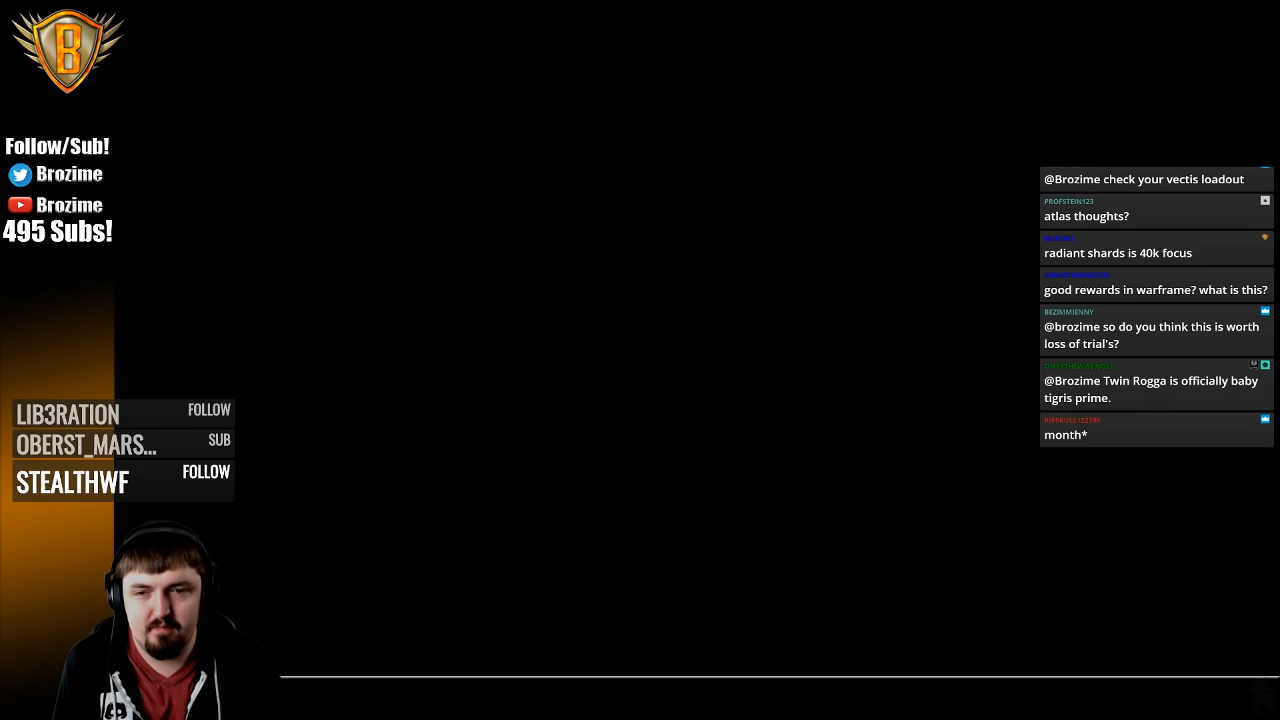 B
Follow/Sub!
Brozime
Brozime
495 Subs!
LIB3RATION FOLLOW
OBERST_MARS... SUB
STEALTHWF FOLLOW
@Brozime check your vectis loadout
PROFSTEIN123
atlas thoughts?
radiant shards is 40k focus
good rewards in warframe? what is this?
BEZIMMIENNY
@brozime so do you think this is worth
loss of trial's?
@Brozime Twin Rogga is officially baby
tigris prime.
month*